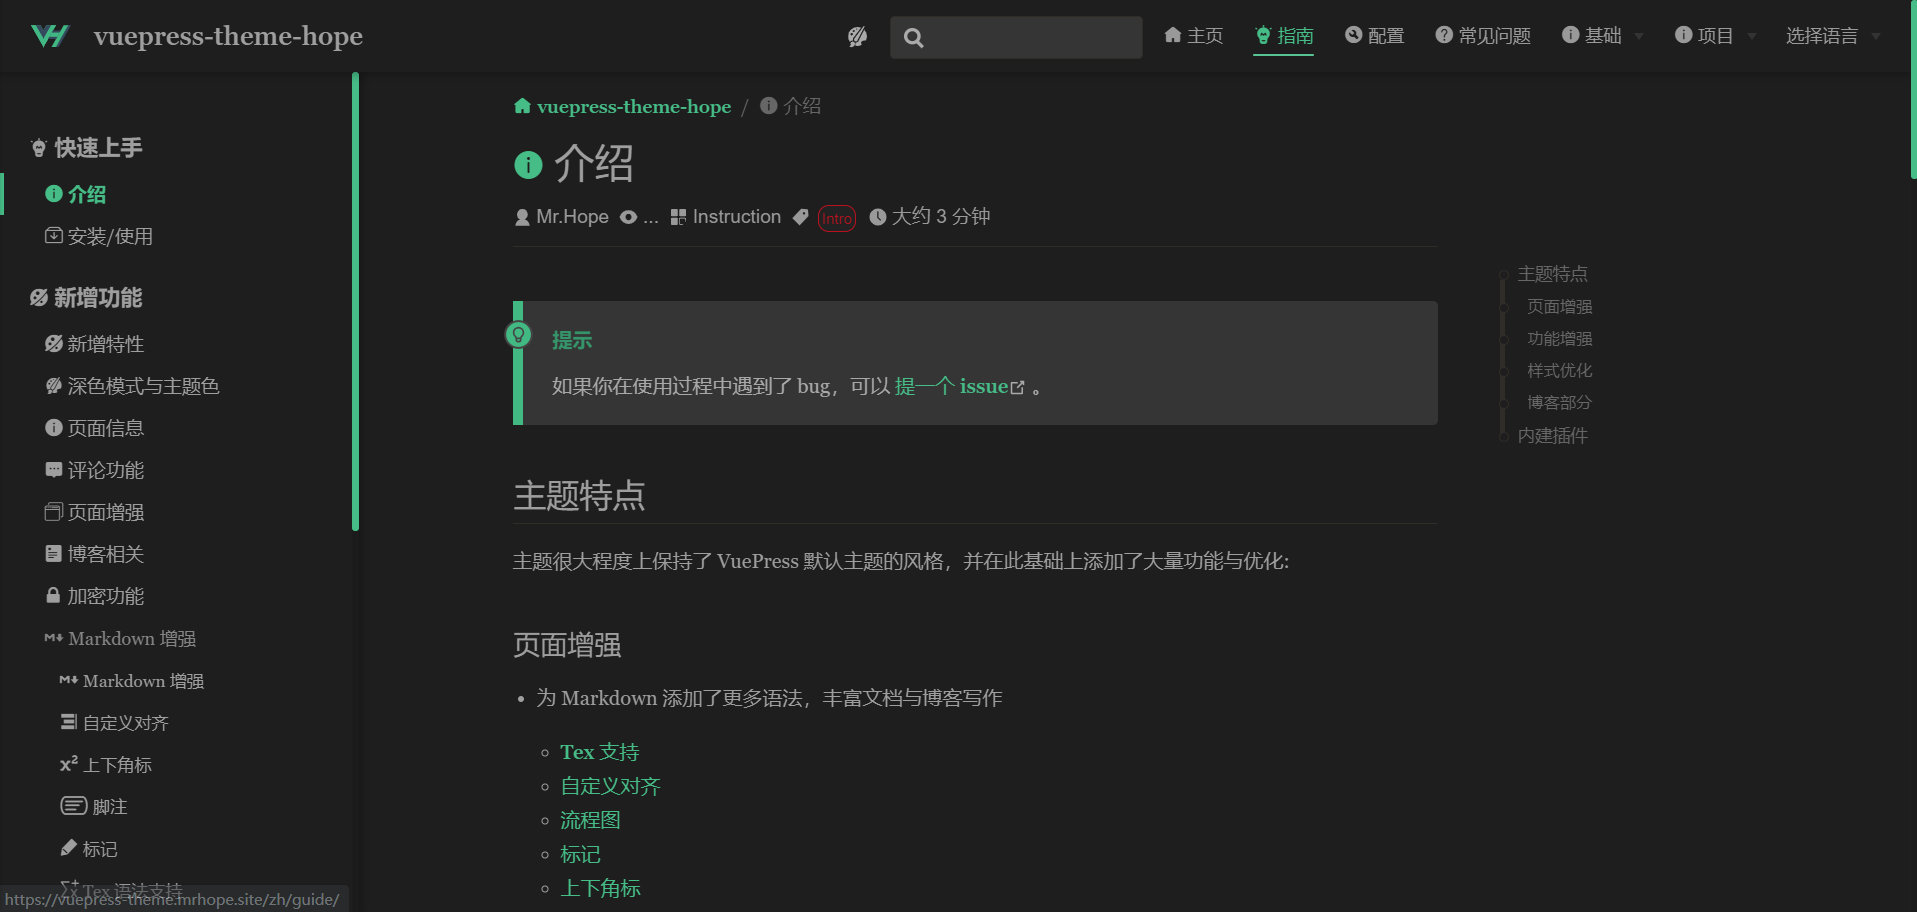 vuepress-theme-hope
主页
指南
配置
常见问题
基础
项目
选择语言
快速上手
介绍
安装/使用
新增功能
新增特性
深色模式与主题色
页面信息
评论功能
页面增强
博客相关
加密功能
Markdown 增强
Markdown 增强
自定义对齐
上下角标
脚注
标记
Tex 语法支持
https://vuepress-theme.mrhope.site/zh/guide/
vuepress-theme-hope / 介绍
介绍
Mr.Hope ... Instruction Intro 大约 3 分钟
提示
如果你在使用过程中遇到了 bug，可以 提一个 issue 。
主题特点
主题很大程度上保持了 VuePress 默认主题的风格，并在此基础上添加了大量功能与优化:
页面增强
• 为 Markdown 添加了更多语法，丰富文档与博客写作
Tex 支持
自定义对齐
流程图
标记
上下角标
主题特点
页面增强
功能增强
样式优化
博客部分
内建插件